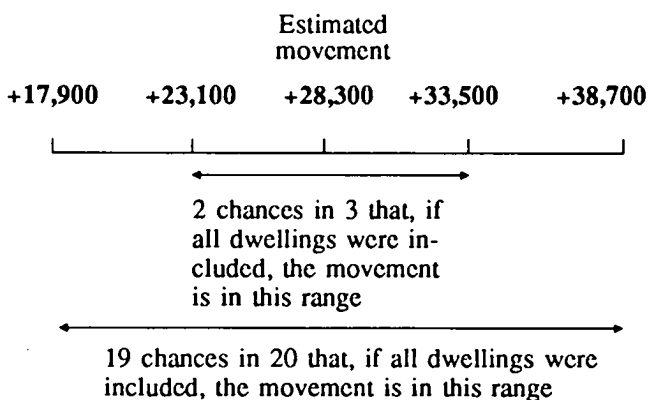 Estimated
movement
+17,900 +23,100 +28,300 +33,500 +38,700
2 chances in 3 that, if
all dwellings were in-
cluded, the movement
is in this range
19 chances in 20 that, if all dwellings were
included, the movement is in this range